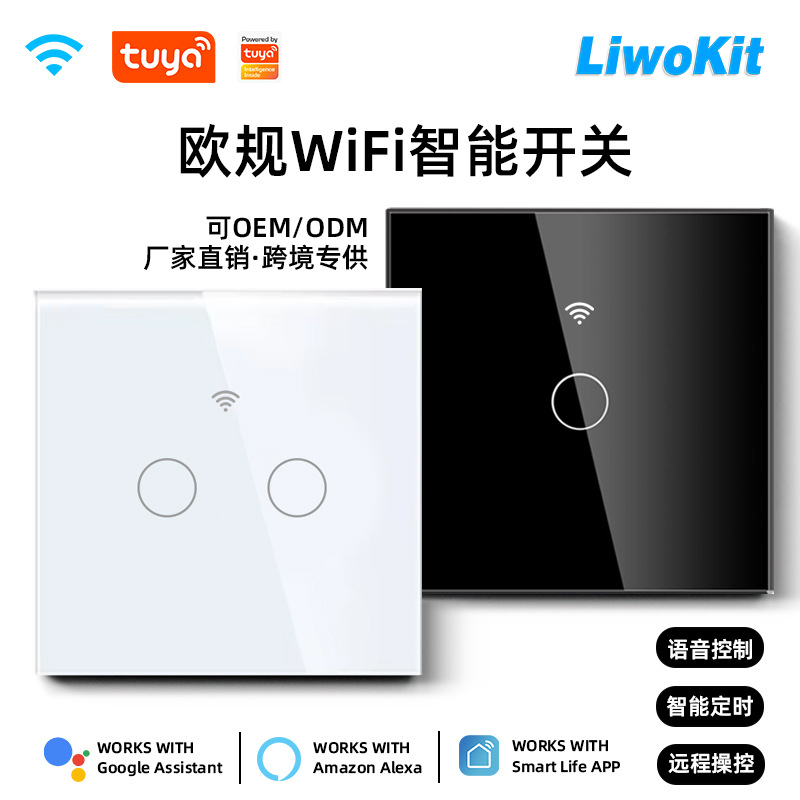 tuya
Powered by
tuya
Intelligence
Inside
LiwoKit
欧规WiFi智能开关
可OEM/ODM
厂家直销·跨境专供
语音控制
智能定时
远程操控
WORKS WITH
Google Assistant
WORKS WITH
Amazon Alexa
WORKS WITH
Smart Life APP